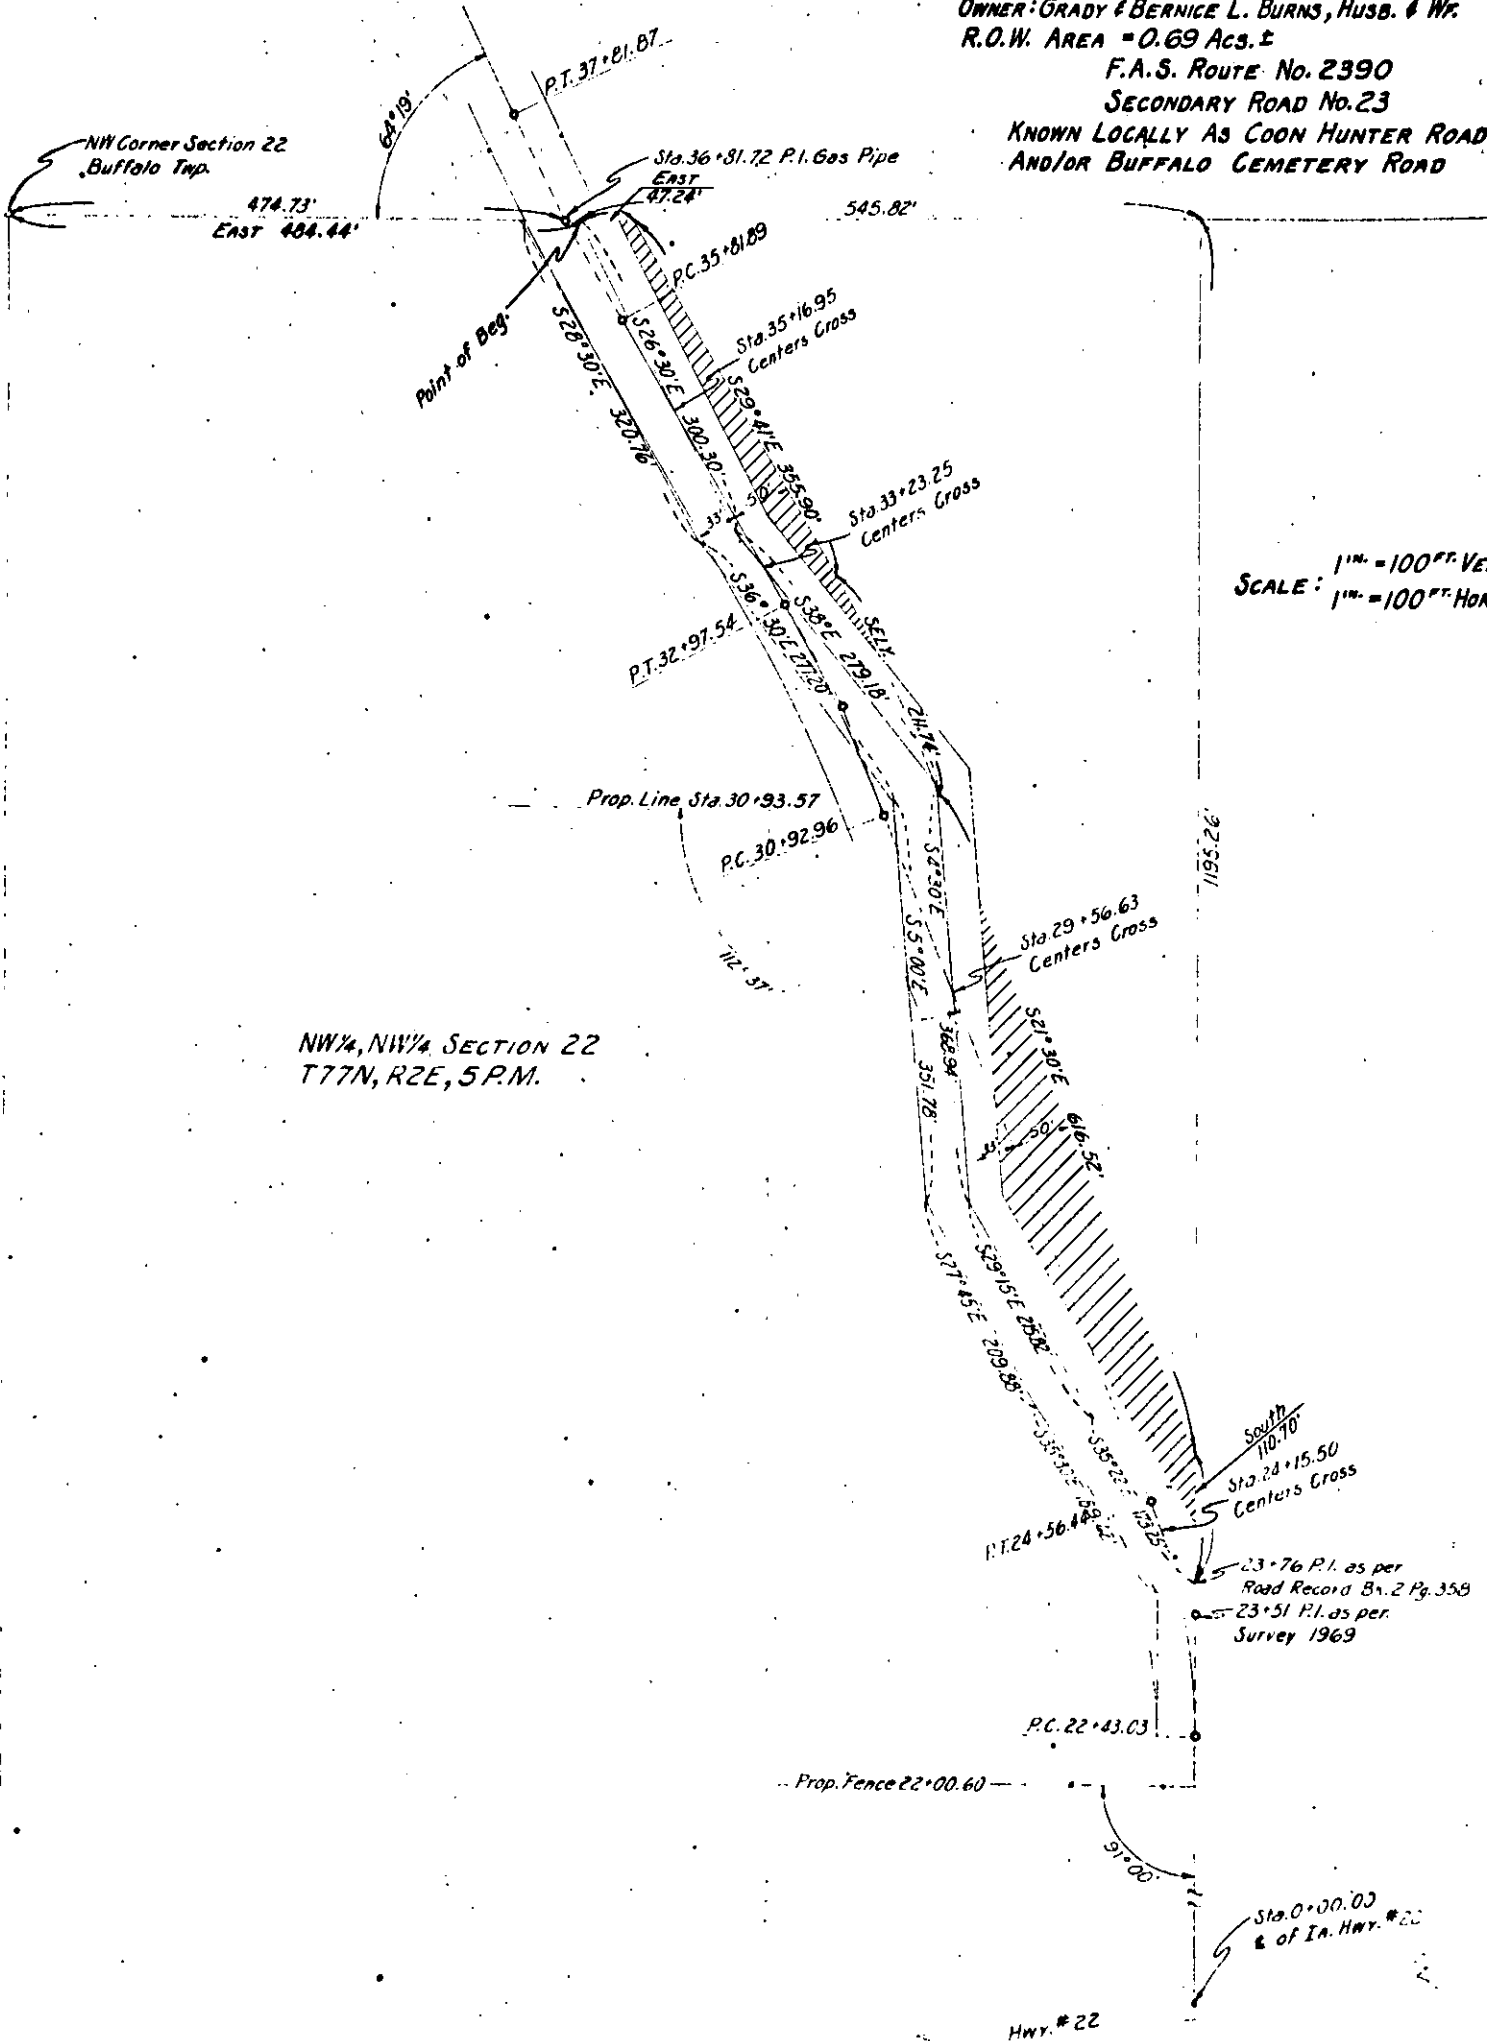 OWNER: GRADY & BERNICE L. BURNS, HUSB. & WF.
R.O.W. AREA = 0.69 ACS.±
F.A.S. ROUTE No. 2390
SECONDARY ROAD No. 23
KNOWN LOCALLY AS COON HUNTER ROAD
AND/OR BUFFALO CEMETERY ROAD
P.T. 37+81.87
64°19'
NW Corner Section 22
Buffalo Twp.
Sta. 36+81.72 P.I. Gas Pipe
EAST
47.24'
474.73'
EAST 484.44'
545.82'
P.C. 35+81.89
Point of Beg.
Sta. 35+16.95
Centers Cross
S28°30'E 320.76'
S26°30'E 300.30'
S29°41'E 355.90'
33'
50'
Sta. 33+23.25
Centers Cross
SCALE: 1 IN. = 100 FT.
1 IN. = 100 FT.
S36°30'E 277.20'
S38°E 279.18'
SELY.
211.74'
P.T. 32+97.54
Prop. Line Sta. 30+93.57
P.C. 30+92.96
1195.26'
112°37'
S4°30'E
368.94
S5°00'E
351.78'
Sta. 29+56.63
Centers Cross
NW¼, NW¼ SECTION 22
T77N, R2E, 5 P.M.
S21°30'E
616.52'
50'
S27°45'E 209.88'
S29°15'E
S35°22'E 173.25'
South
110.70'
Sta. 24+15.50
Centers Cross
P.T. 24+56.44
23+76 P.I. as per
Road Record Bk. 2 Pg. 358
23+51 P.I. as per
Survey 1969
P.C. 22+43.03
Prop. Fence 22+00.60
91°00'
Sta. 0+00.00
℄ of IA. HWY.
HWY. #22